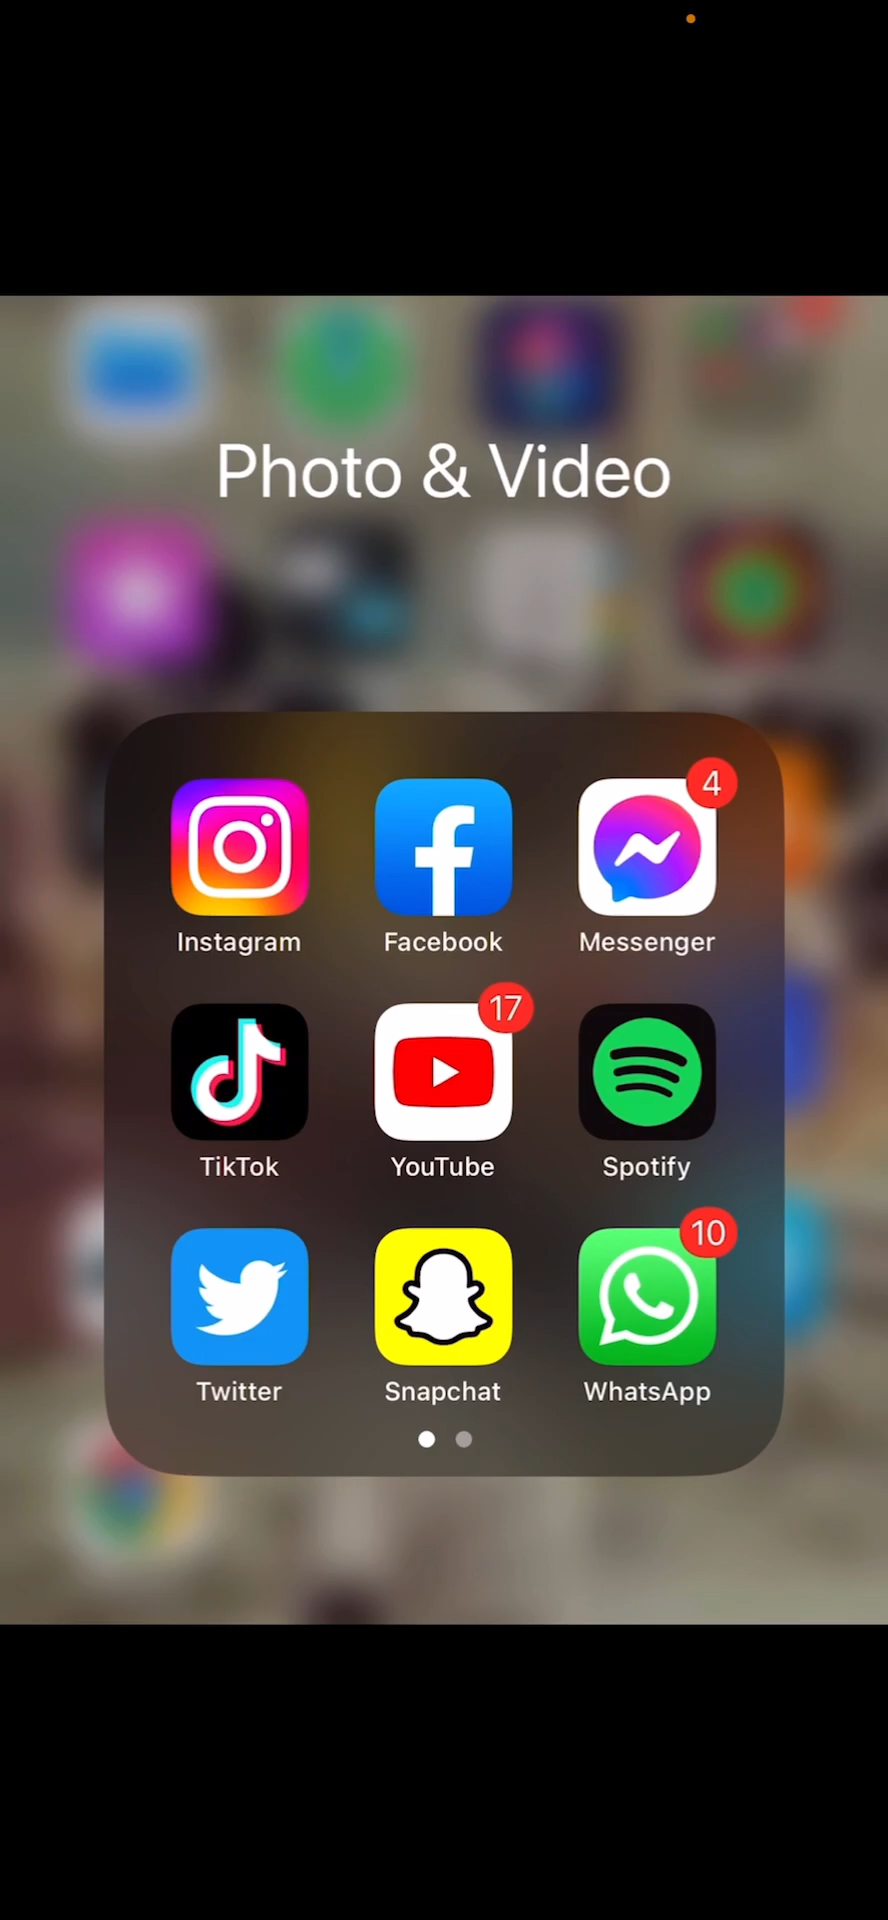 Photo & Video
4
Instagram Facebook Messenger
17
TikTok YouTube Spotify
10
Twitter Snapchat WhatsApp